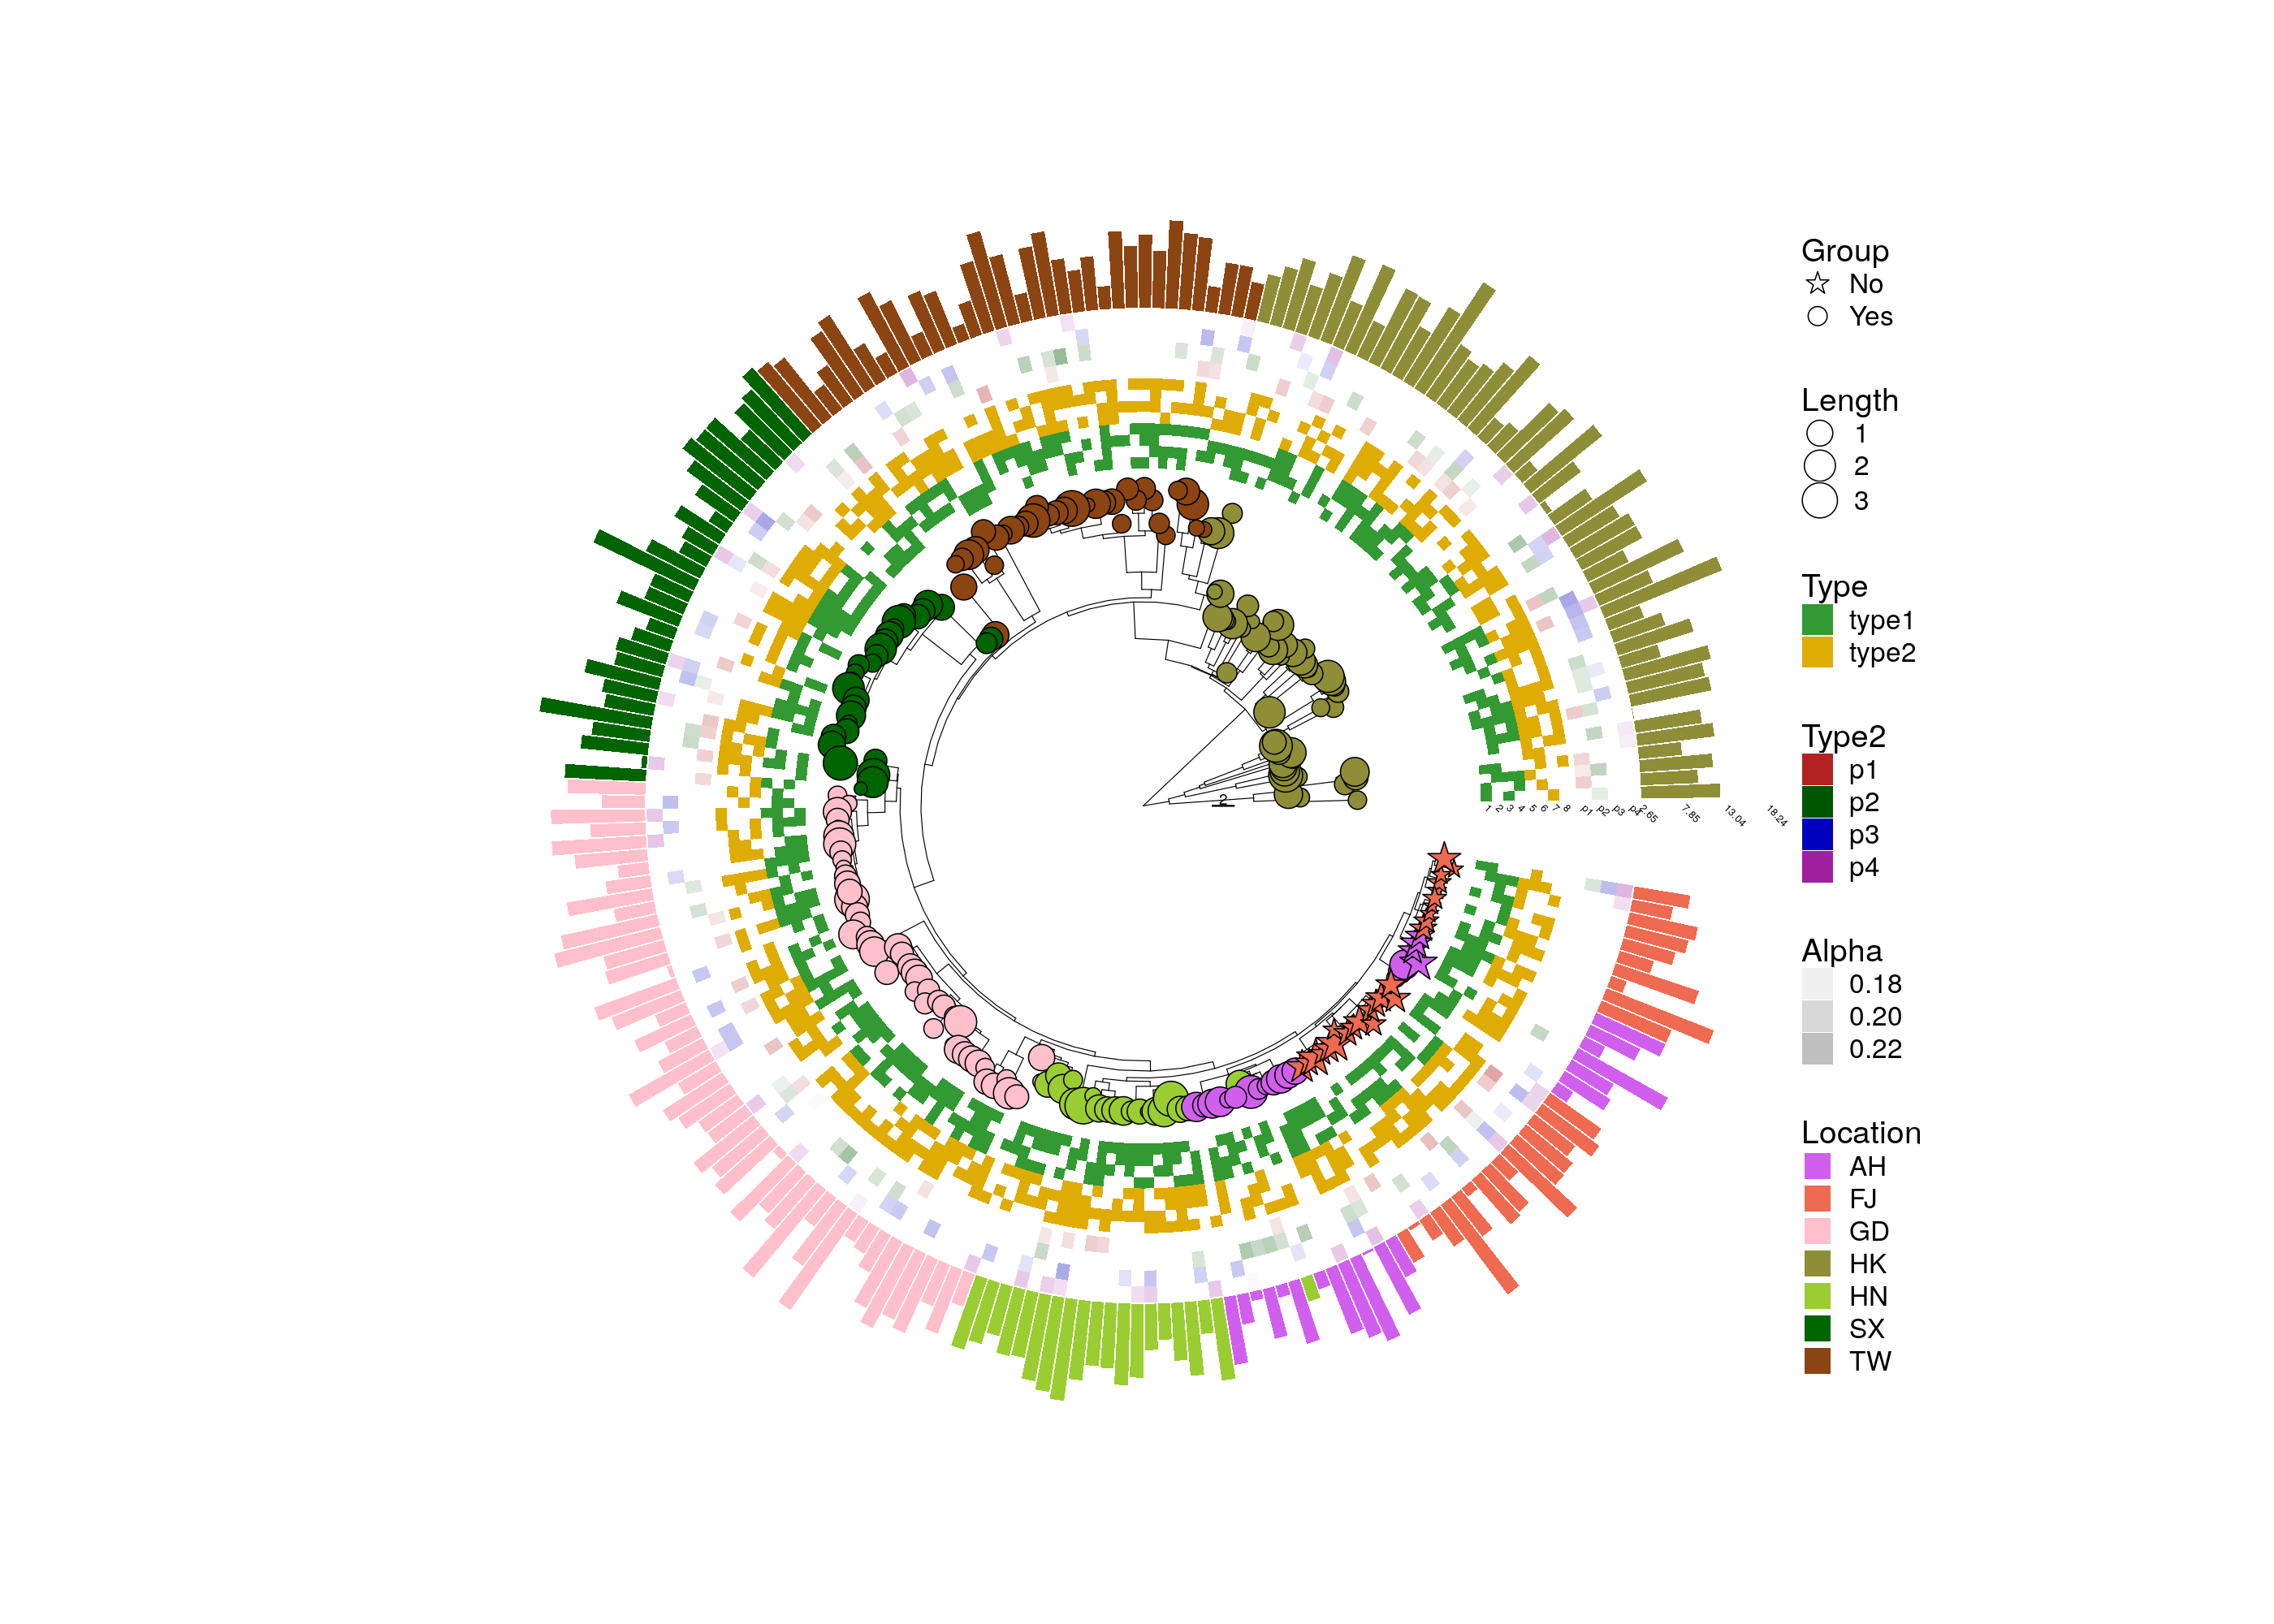 Group
No
Yes
Length
1
2
3
Type
type1
type2
Type2
p1
p2
p3
p4
Alpha
0.18
0.20
0.22
Location
AH
FJ
GD
HK
HN
SX
TW
2
1 2 3 4 5 6 7 8 p1 p2 p3 p4 2.65 7.85 13.04 18.24